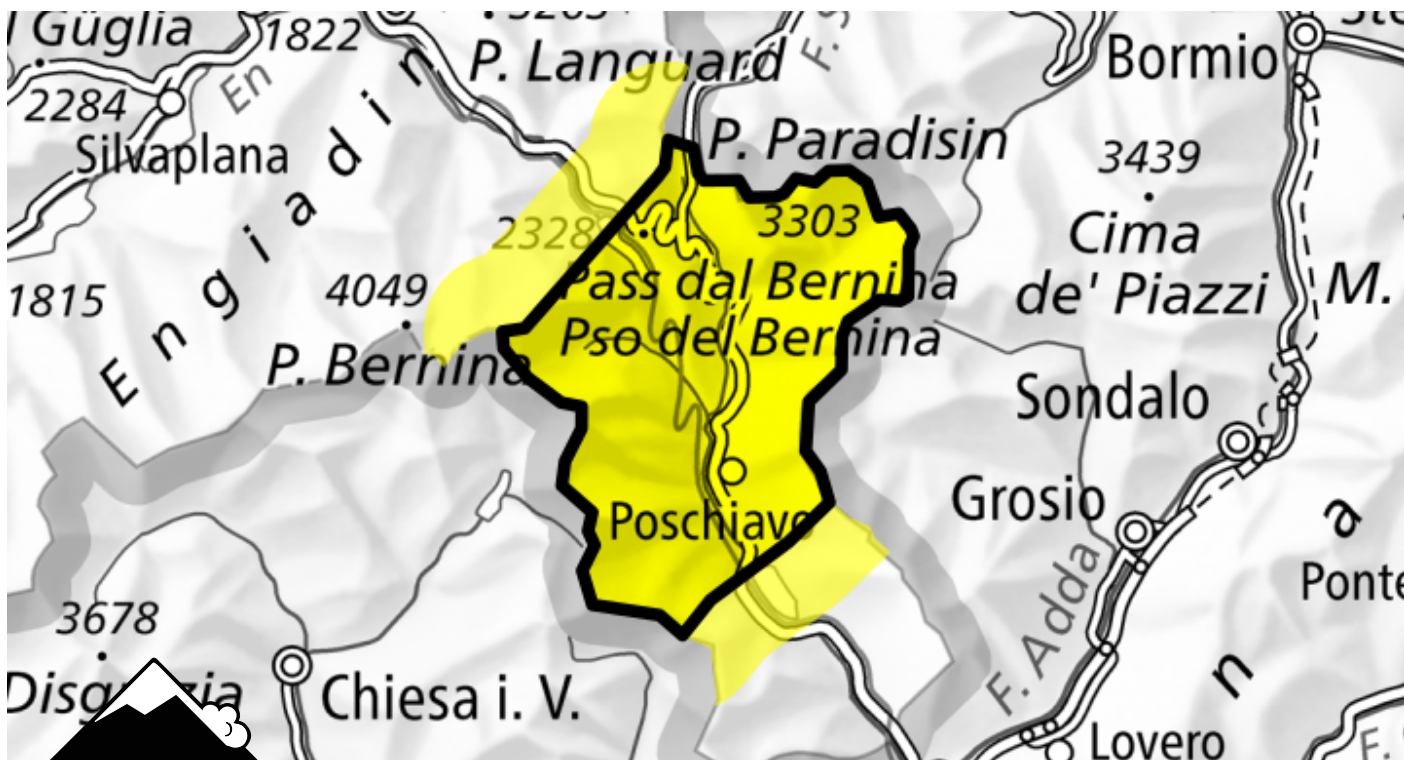 Güglia
1822
P. Languard
F. S
Bormio
2284
En
Silvaplana
P. Paradisin
3439
Cima
de' Piazzi
2328
3303
Pass dal Bernina
Pso del Bernina
1815
4049
P. Bernina
Engiadin
M.
Sondalo
Grosio
Poschiavo
a
Ponte
F. Adda
3678
Disgrazia
Chiesa i. V.
n
Lovero
F.